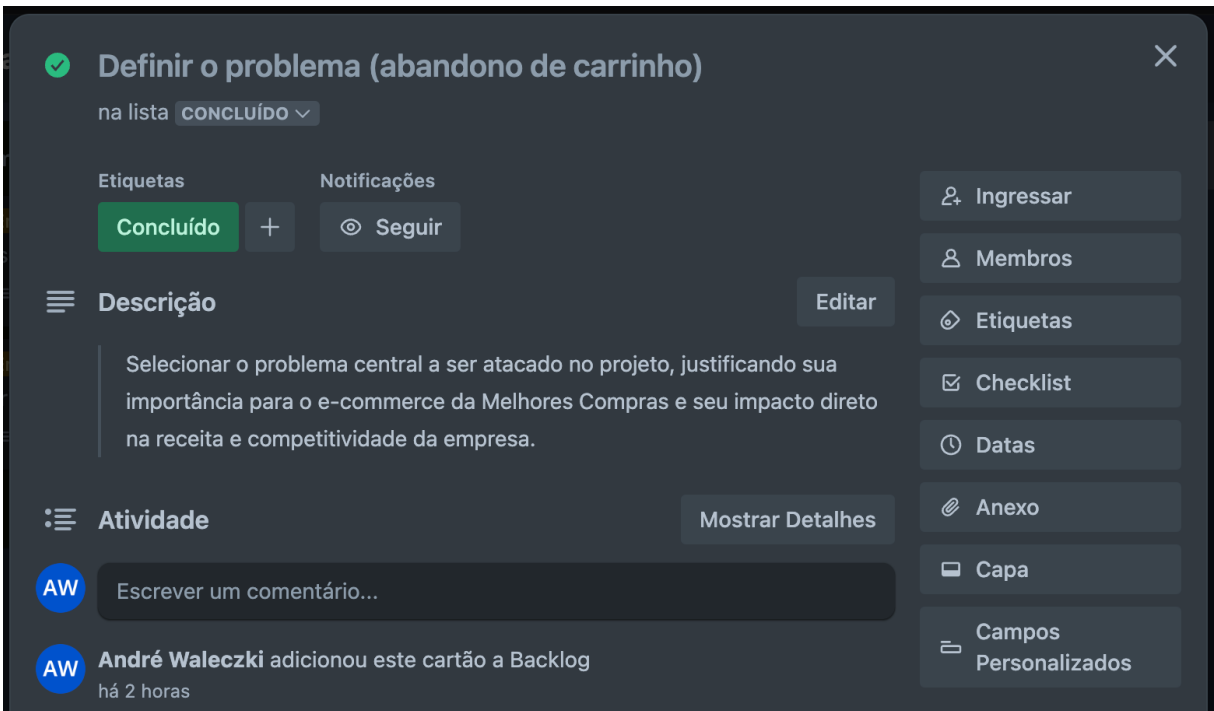 Definir o problema (abandono de carrinho)
na lista CONCLUÍDO
Etiquetas
Notificações
Concluído
+
Seguir
Descrição
Editar
Selecionar o problema central a ser atacado no projeto, justificando sua
importância para o e-commerce da Melhores Compras e seu impacto direto
na receita e competitividade da empresa.
Atividade
Mostrar Detalhes
AW
Escrever um comentário...
AW
André Waleczki adicionou este cartão a Backlog
há 2 horas
Ingressar
Membros
Etiquetas
Checklist
Datas
Anexo
Capa
Campos
Personalizados